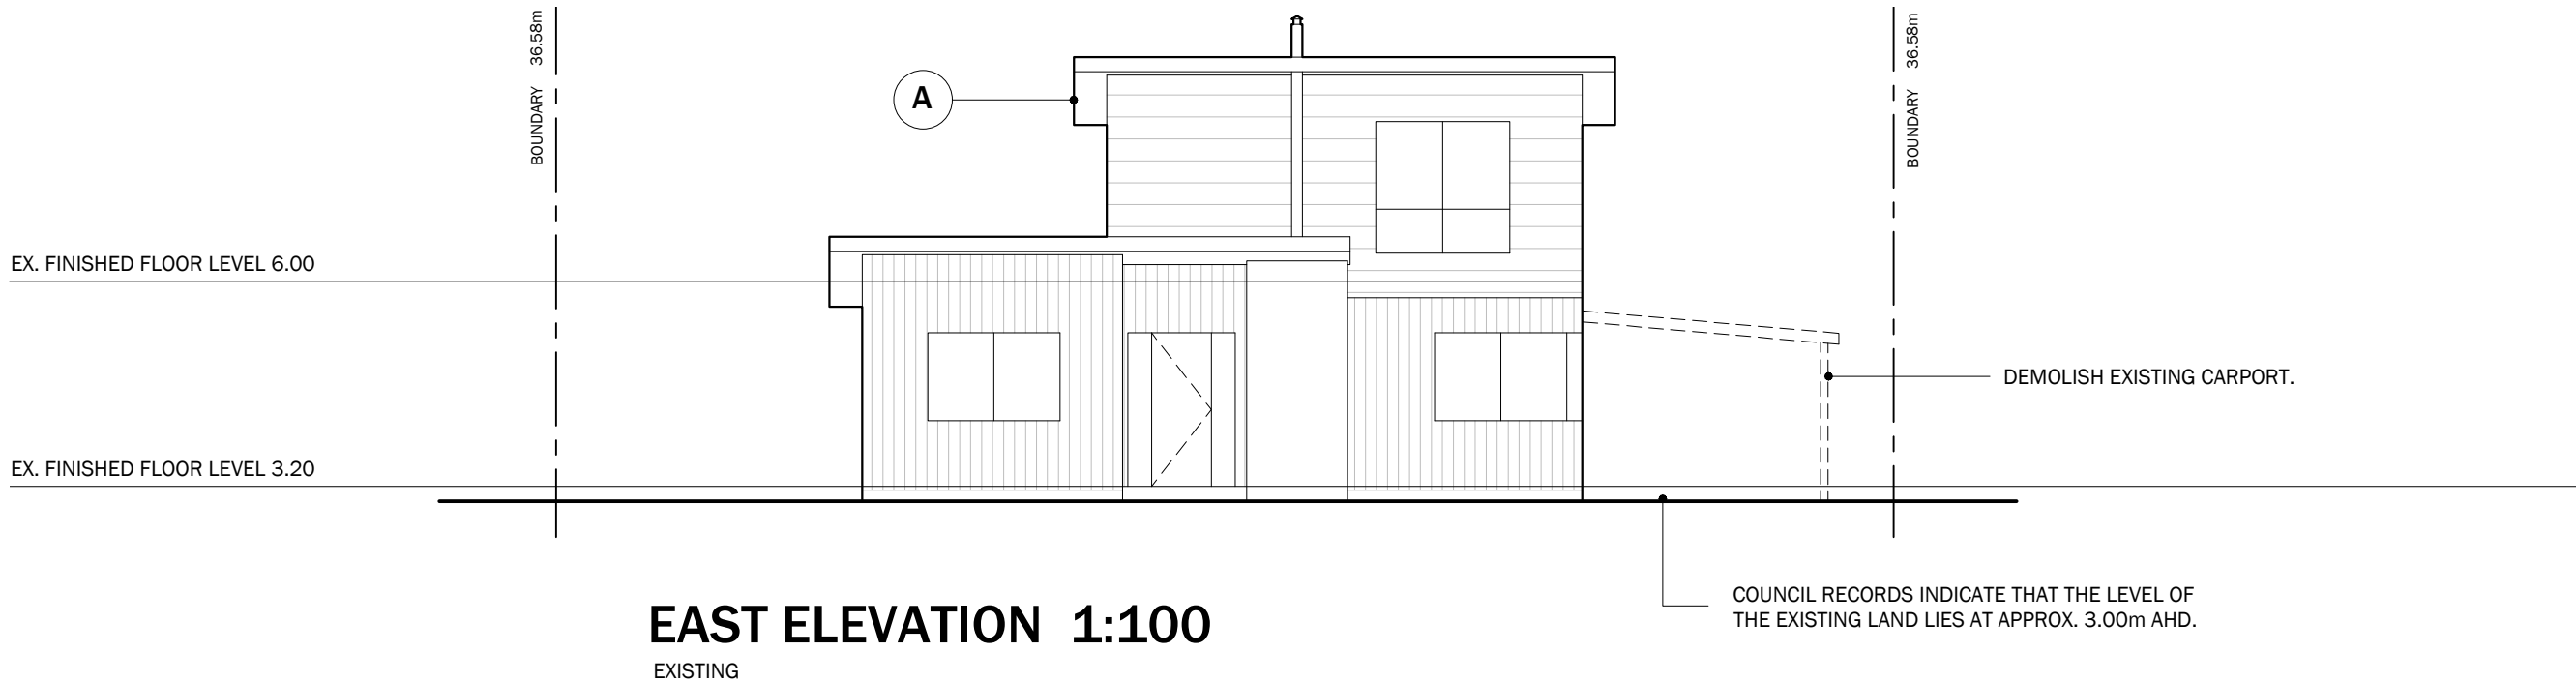 BOUNDARY 36.58m
BOUNDARY 36.58m
A
EX. FINISHED FLOOR LEVEL 6.00
DEMOLISH EXISTING CARPORT.
EX. FINISHED FLOOR LEVEL 3.20
COUNCIL RECORDS INDICATE THAT THE LEVEL OF
THE EXISTING LAND LIES AT APPROX. 3.00m AHD.
EAST ELEVATION 1:100
EXISTING